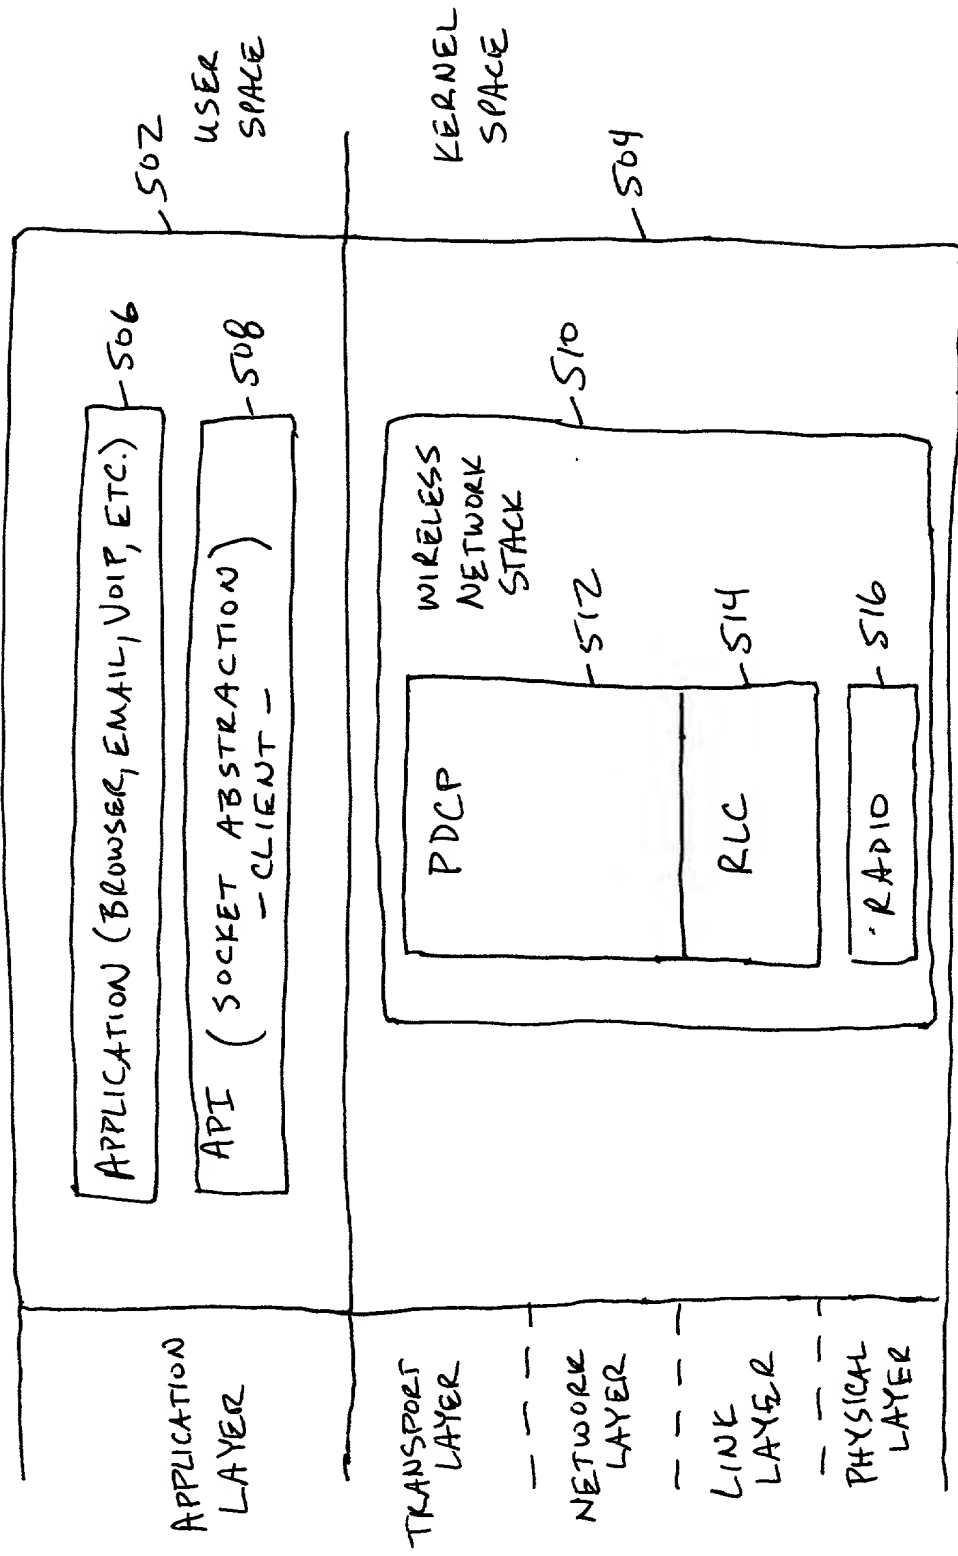 APPLICATION
LAYER
TRANSPORT
LAYER
NETWORK
LAYER
LINK
LAYER
PHYSICAL
LAYER
APPLICATION (BROWSER, EMAIL, VOIP, ETC.)
506
API (SOCKET ABSTRACTION)
- CLIENT -
508
502
USER
SPACE
WIRELESS
NETWORK
STACK
510
PDCP
512
RLC
514
RADIO
516
504
KERNEL
SPACE